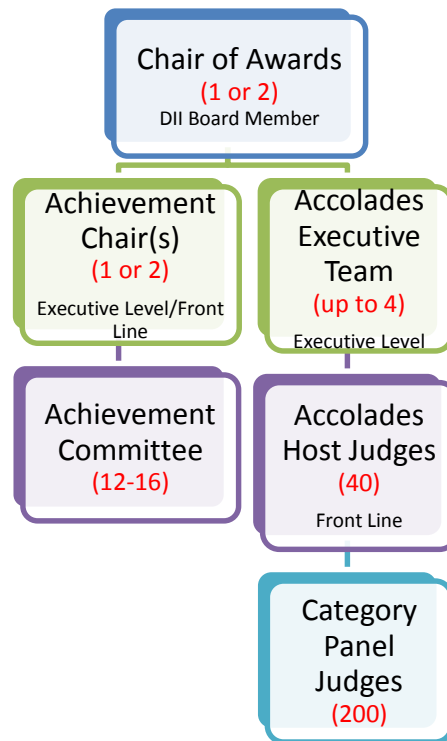 Chair of Awards
(1 or 2)
DII Board Member
Achievement
Chair(s)
(1 or 2)
Executive Level/Front
Line
Accolades
Executive
Team
(up to 4)
Executive Level
Achievement
Committee
(12-16)
Accolades
Host Judges
(40)
Front Line
Category
Panel
Judges
(200)